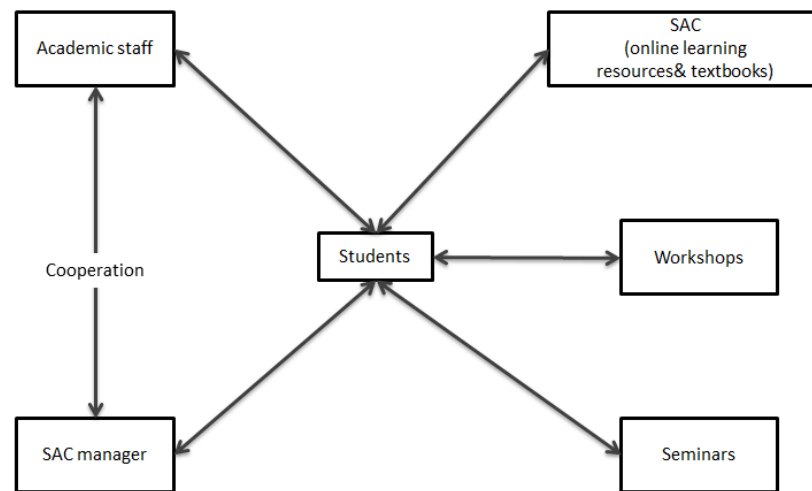 Academic staff
SAC
(online learning
resources& textbooks)
Students
Workshops
Cooperation
SAC manager
Seminars